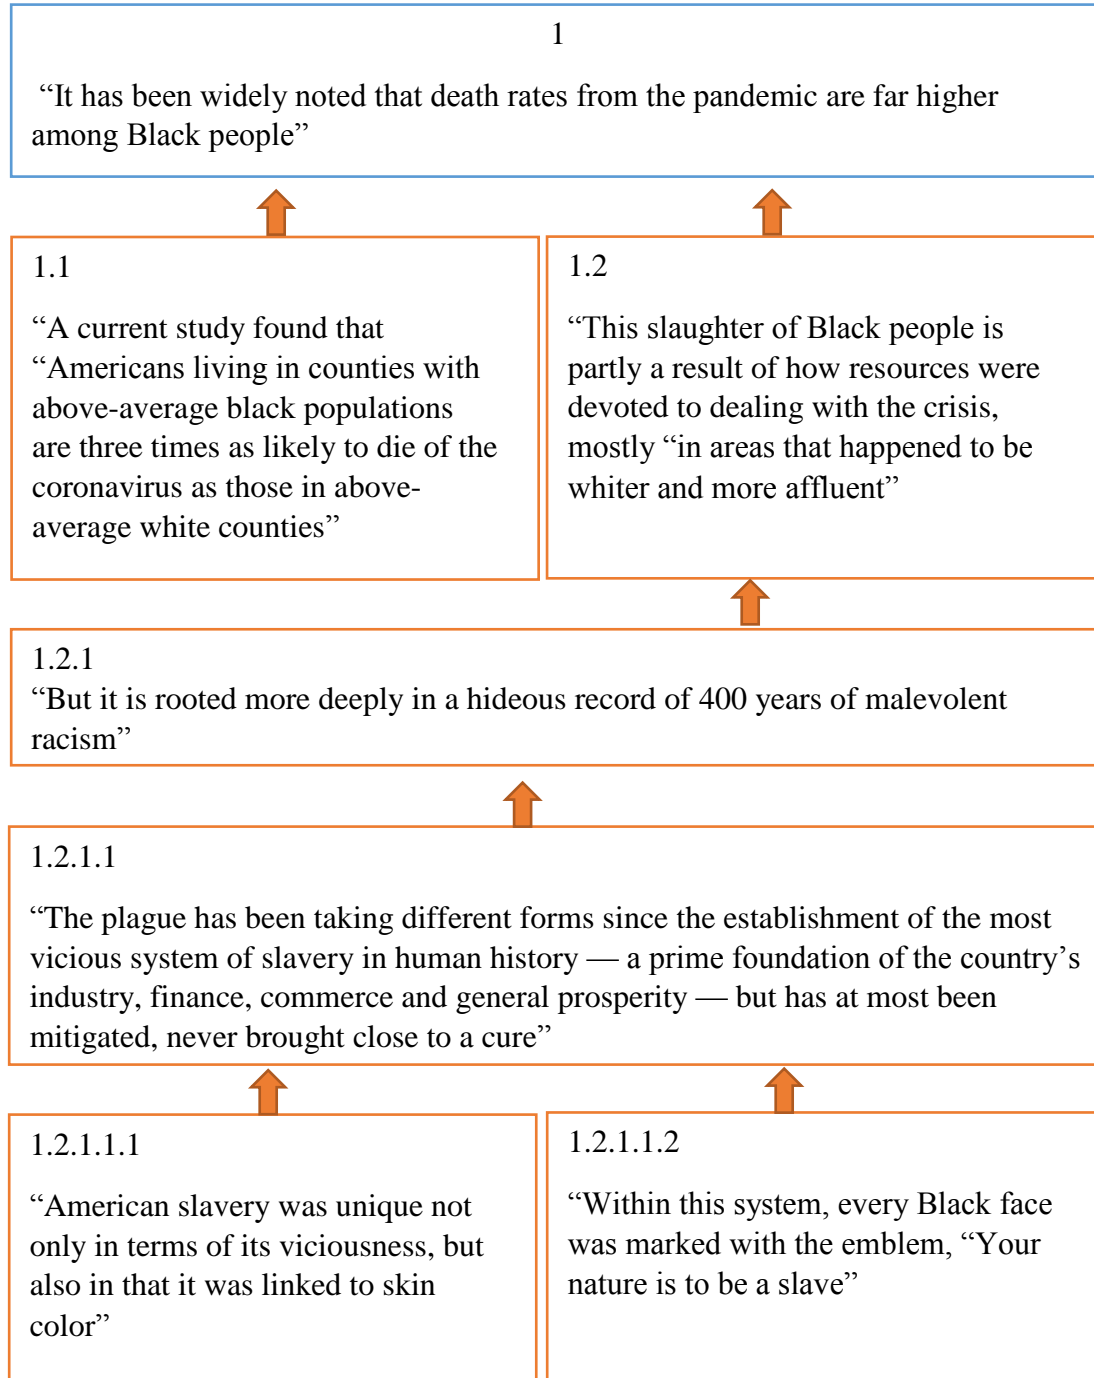 1
“It has been widely noted that death rates from the pandemic are far higher
among Black people”
1.1
“A current study found that
“Americans living in counties with
above-average black populations
are three times as likely to die of the
coronavirus as those in above-
average white counties”
1.2
“This slaughter of Black people is
partly a result of how resources were
devoted to dealing with the crisis,
mostly “in areas that happened to be
whiter and more affluent”
1.2.1
“But it is rooted more deeply in a hideous record of 400 years of malevolent
racism”
1.2.1.1
“The plague has been taking different forms since the establishment of the most
vicious system of slavery in human history — a prime foundation of the country’s
industry, finance, commerce and general prosperity — but has at most been
mitigated, never brought close to a cure”
1.2.1.1.1
“American slavery was unique not
only in terms of its viciousness, but
also in that it was linked to skin
color”
1.2.1.1.2
“Within this system, every Black face
was marked with the emblem, “Your
nature is to be a slave”